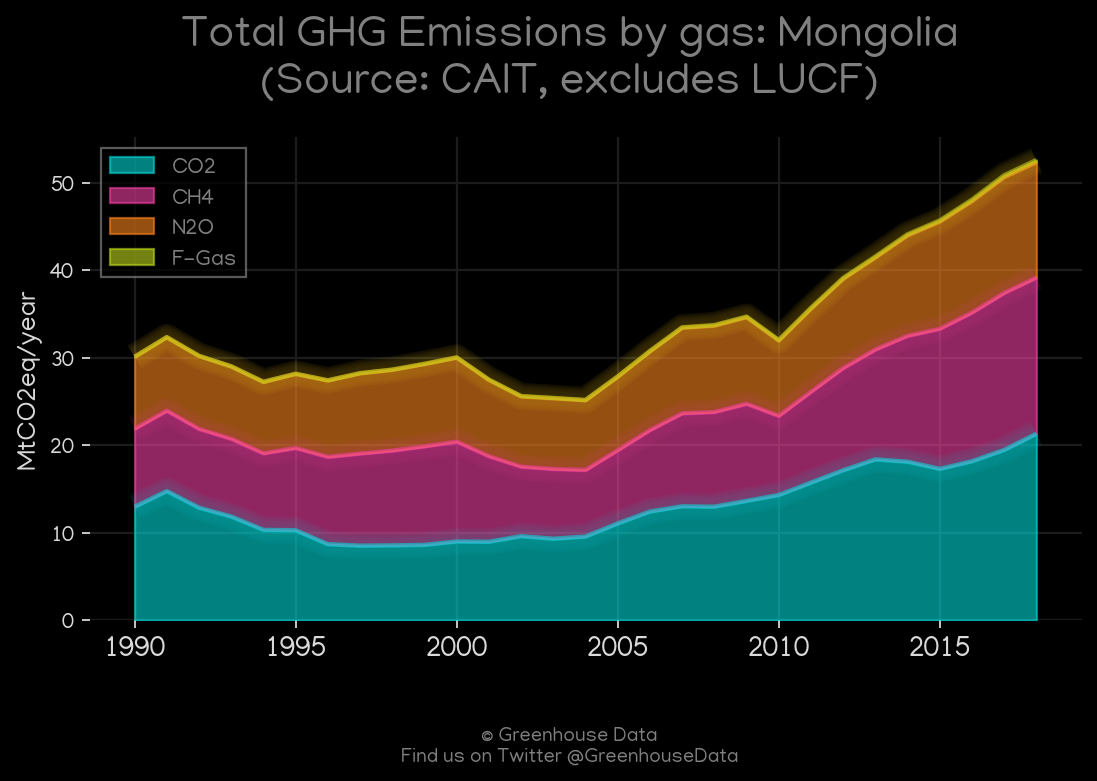 Total GHG Emissions by gas: Mongolia
(Source: CAIT, excludes LUCF)
CO2
CH4
N2O
F-Gas
MtCO2eq/year
50
40
30
20
10
0
1990 1995 2000 2005 2010 2015
© Greenhouse Data
Find us on Twitter @GreenhouseData